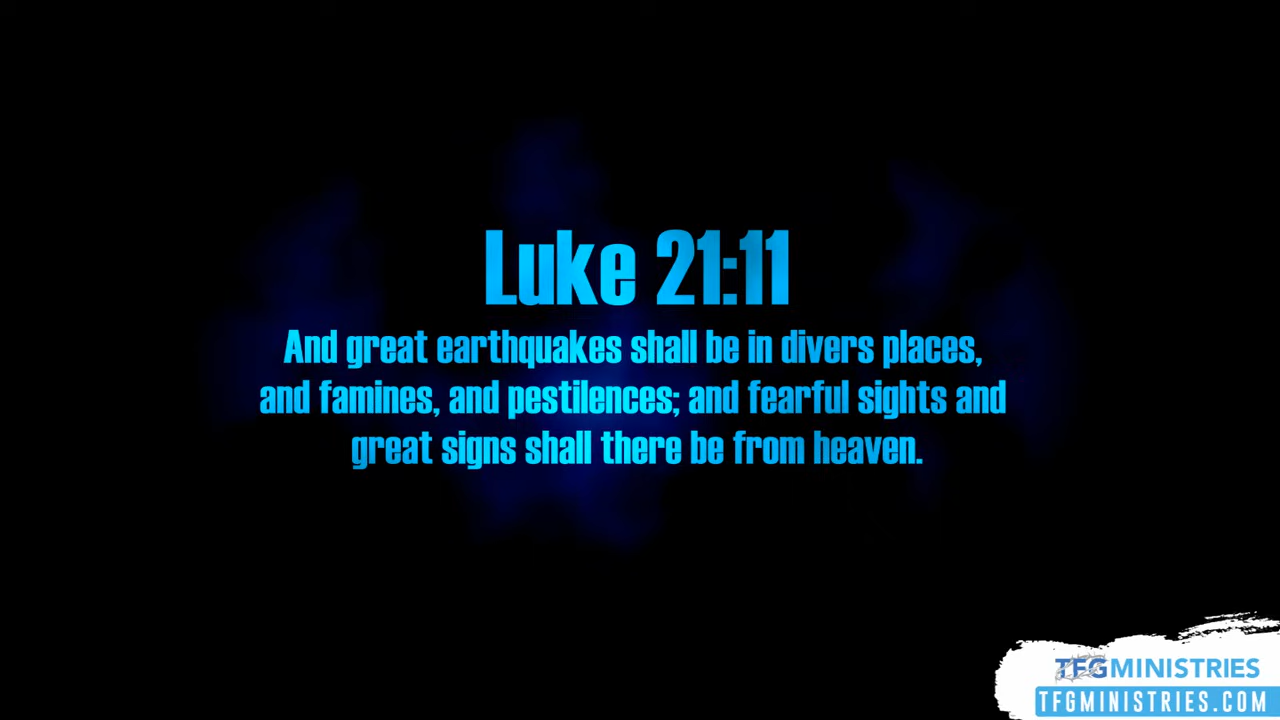 Luke 21:11
And great earthquakes shall be in divers places,
and famines, and pestilences; and fearful sights and
great signs shall there be from heaven.
TFGMINISTRIES
TFGMINISTRIES.COM